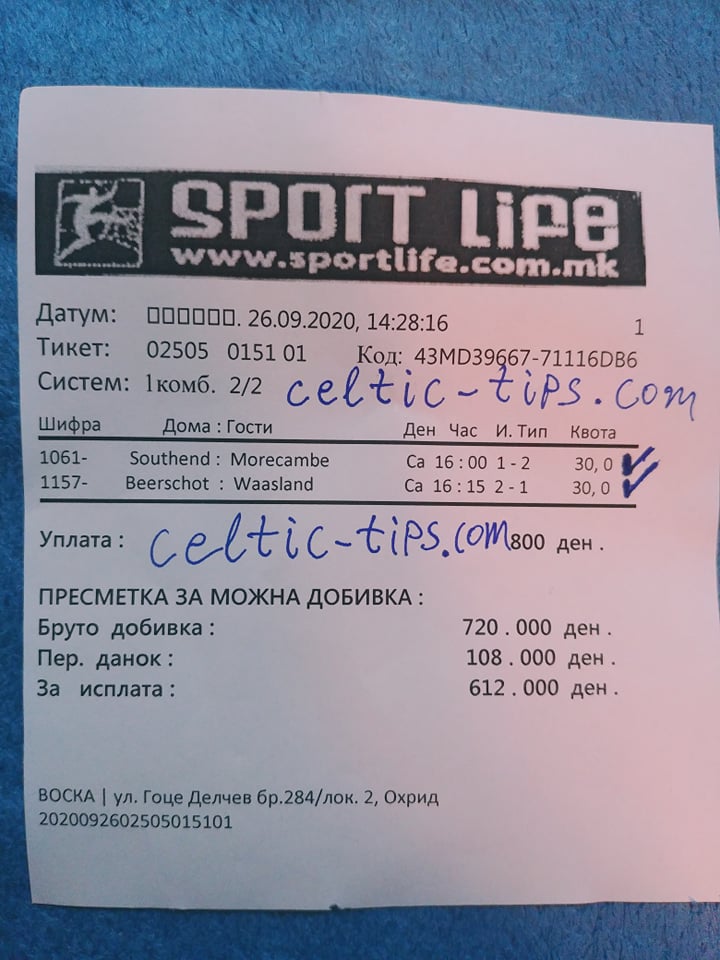 SPORT LIFE
www.sportlife.com.mk
Датум: □□□□□□. 26.09.2020, 14:28:16 1
Тикет: 02505 0151 01 Код: 43MD39667-71116DB6
Систем: 1комб. 2/2 celtic-tips.com
Шифра Дома : Гости Ден Час И. Тип Квота
1061- Southend : Morecambe Са 16 : 00 1 - 2 30, 0 ✓
1157- Beerschot : Waasland Са 16 : 15 2 - 1 30, 0 ✓
Уплата : celtic-tips.com 800 ден .
ПРЕСМЕТКА ЗА МОЖНА ДОБИВКА :
Бруто добивка : 720 . 000 ден .
Пер. данок : 108 . 000 ден .
За исплата : 612 . 000 ден .
ВОСКА | ул. Гоце Делчев бр.284/лок. 2, Охрид
2020092602505015101